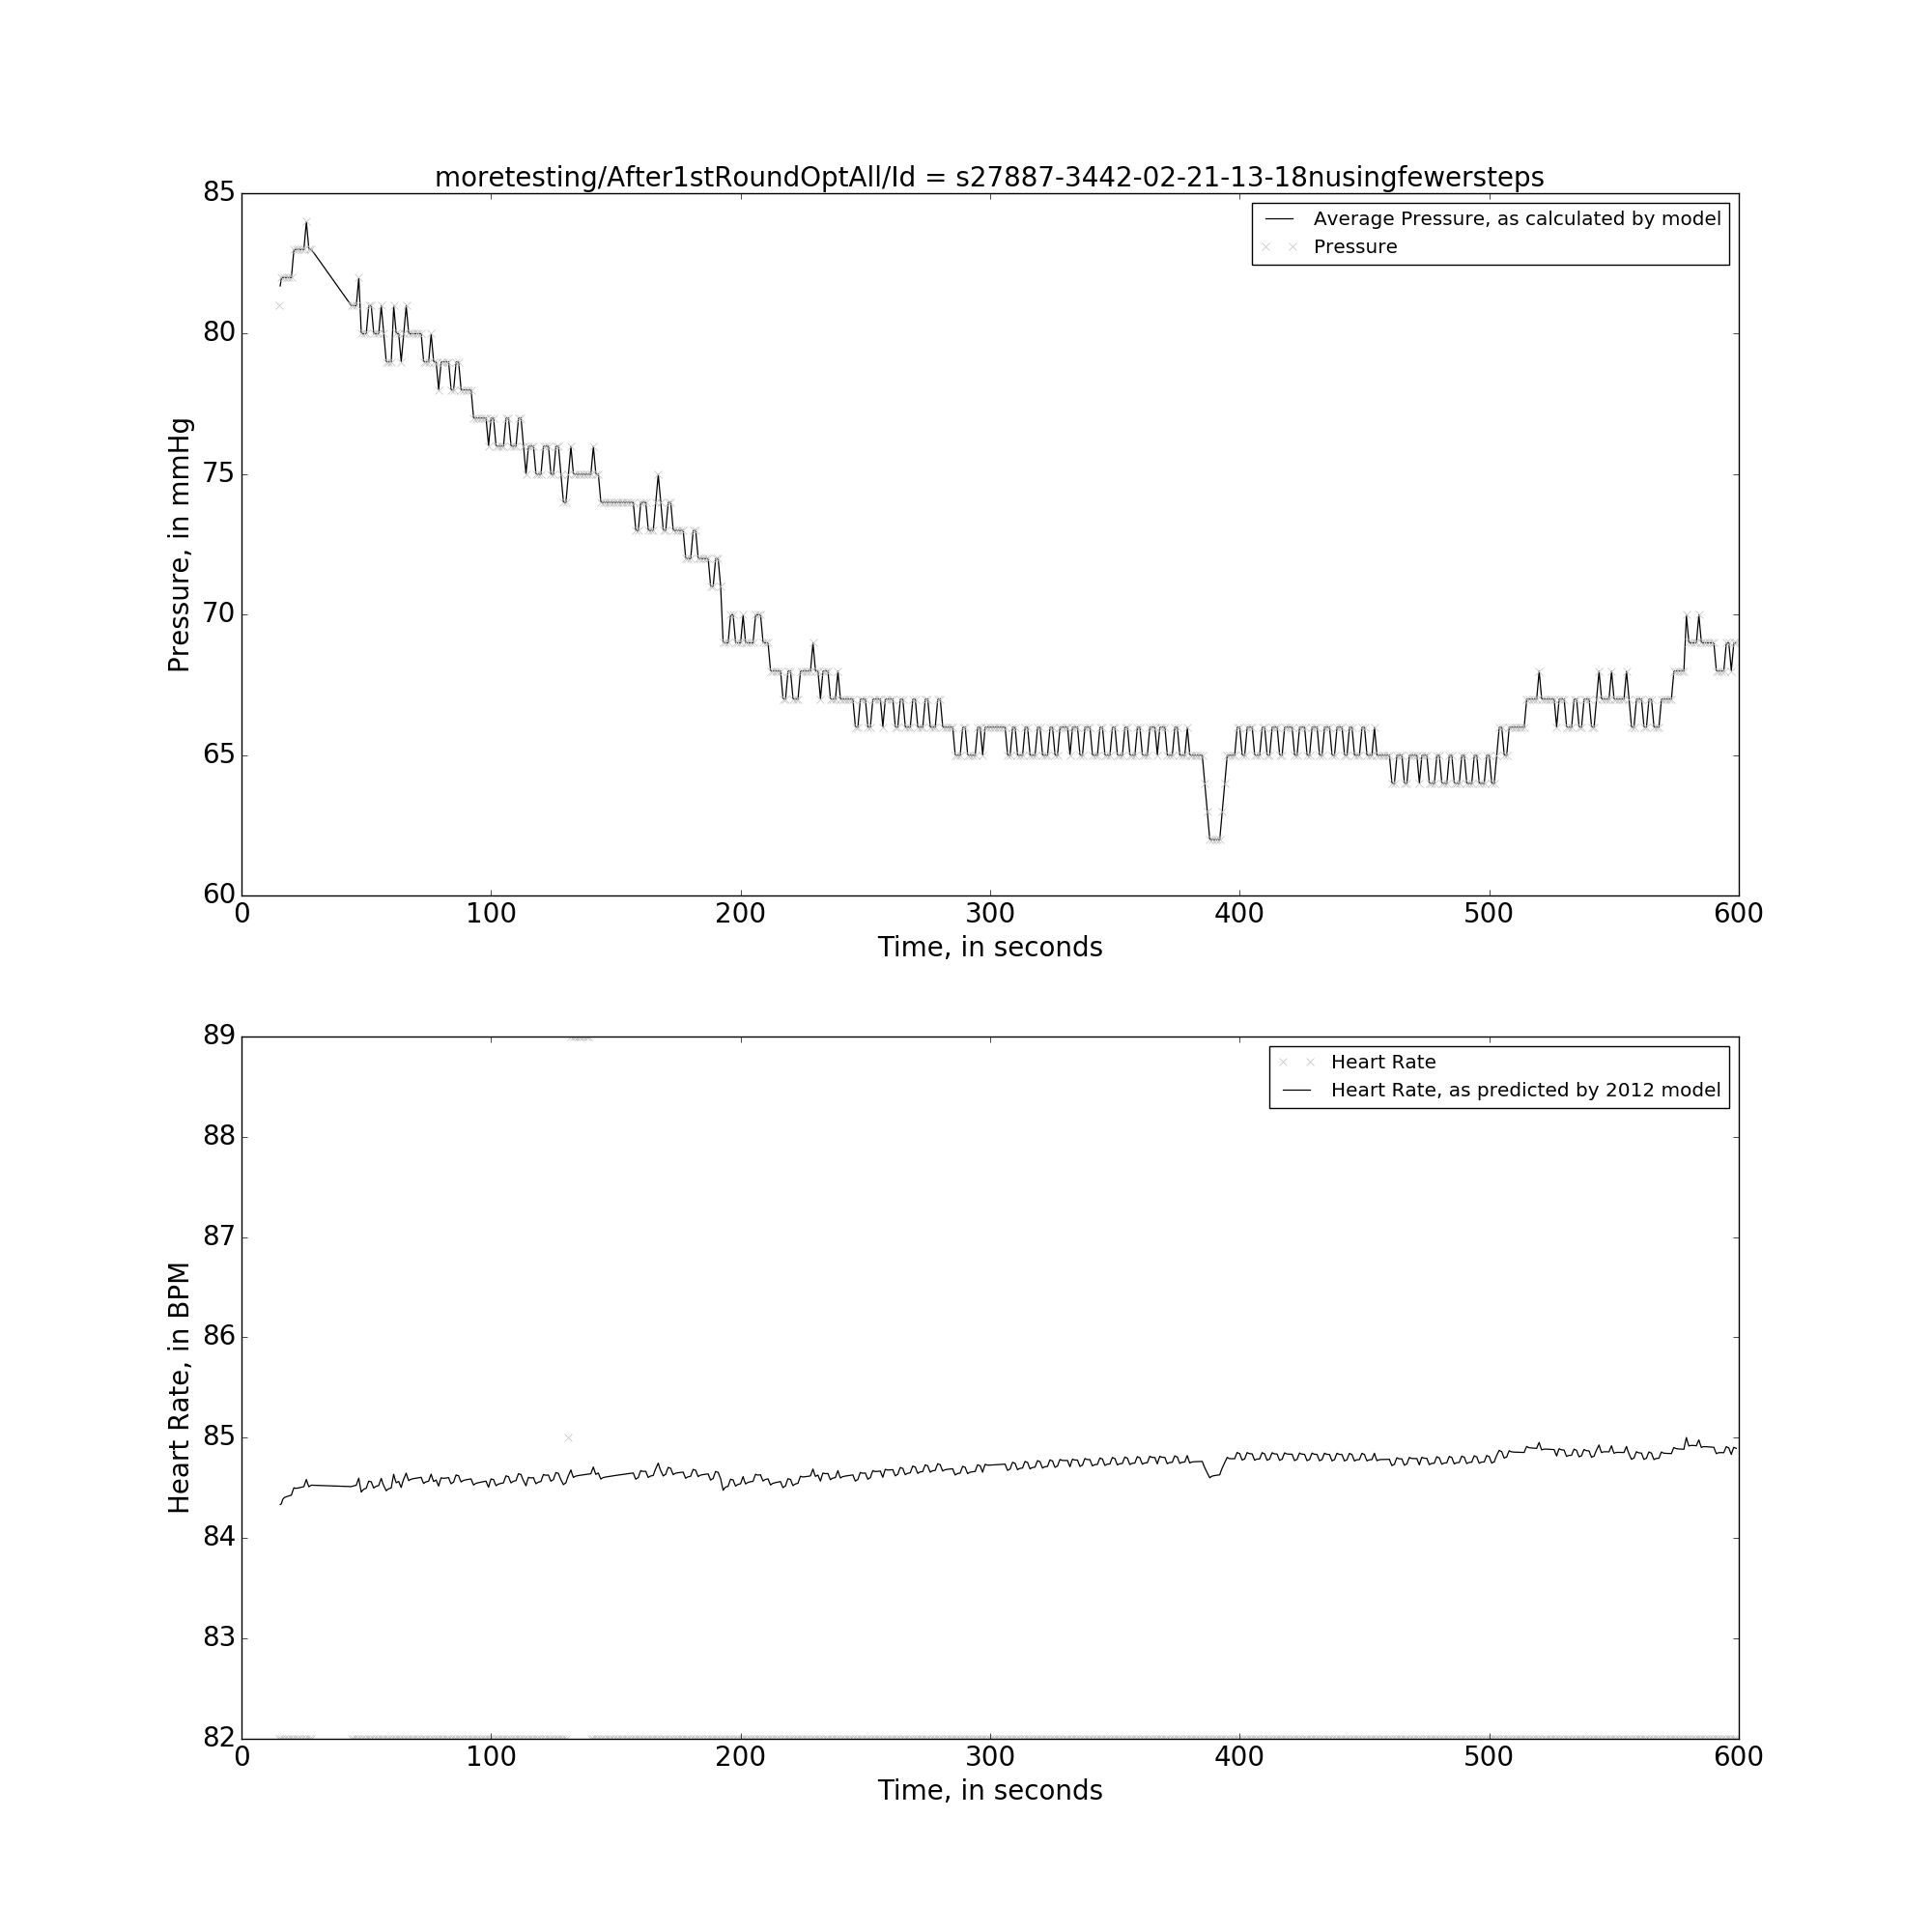 moretesting/After1stRoundOptAll/Id = s27887-3442-02-21-13-18nusingfewersteps
85
80
75
70
65
60
Pressure, in mmHg
Average Pressure, as calculated by model
Pressure
0 100 200 300 400 500 600
Time, in seconds
89
88
87
86
85
84
83
82
Heart Rate, in BPM
Heart Rate
Heart Rate, as predicted by 2012 model
0 100 200 300 400 500 600
Time, in seconds